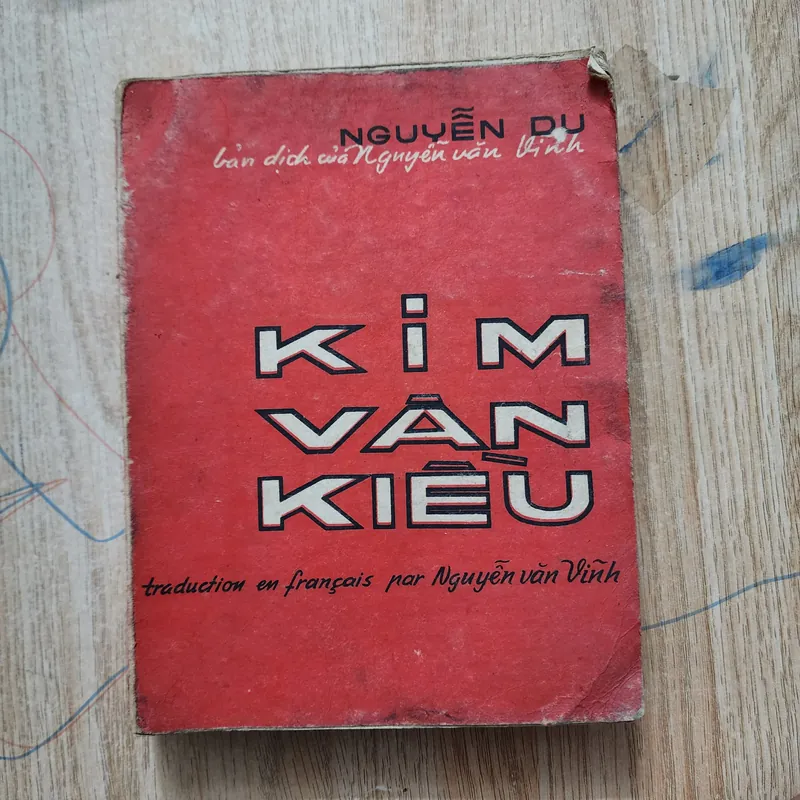 NGUYỄN DU
bản dịch của Nguyễn văn Vĩnh
KIM
VÂN
KIỀU
traduction en français par Nguyễn văn Vĩnh